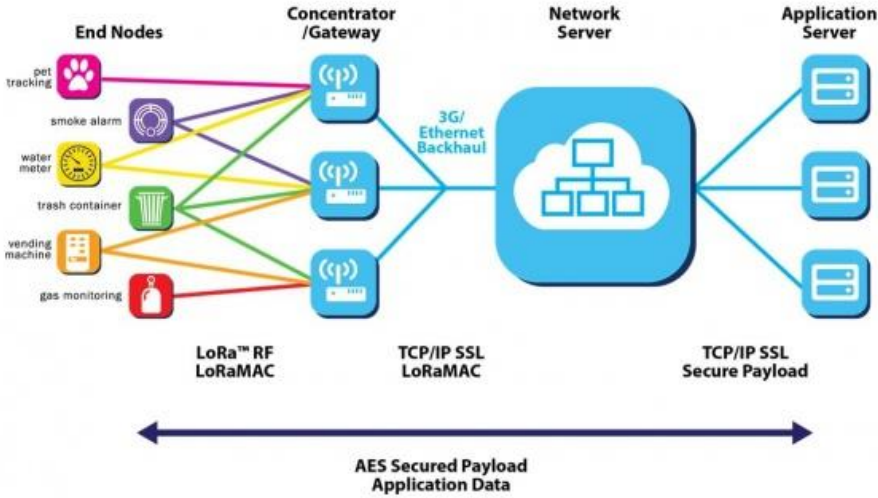 End Nodes
Concentrator
/Gateway
Network
Server
Application
Server
pet
tracking
smoke alarm
water
meter
trash container
vending
machine
gas monitoring
3G/
Ethernet
Backhaul
LoRa™ RF
LoRaMAC
TCP/IP SSL
LoRaMAC
TCP/IP SSL
Secure Payload
AES Secured Payload
Application Data